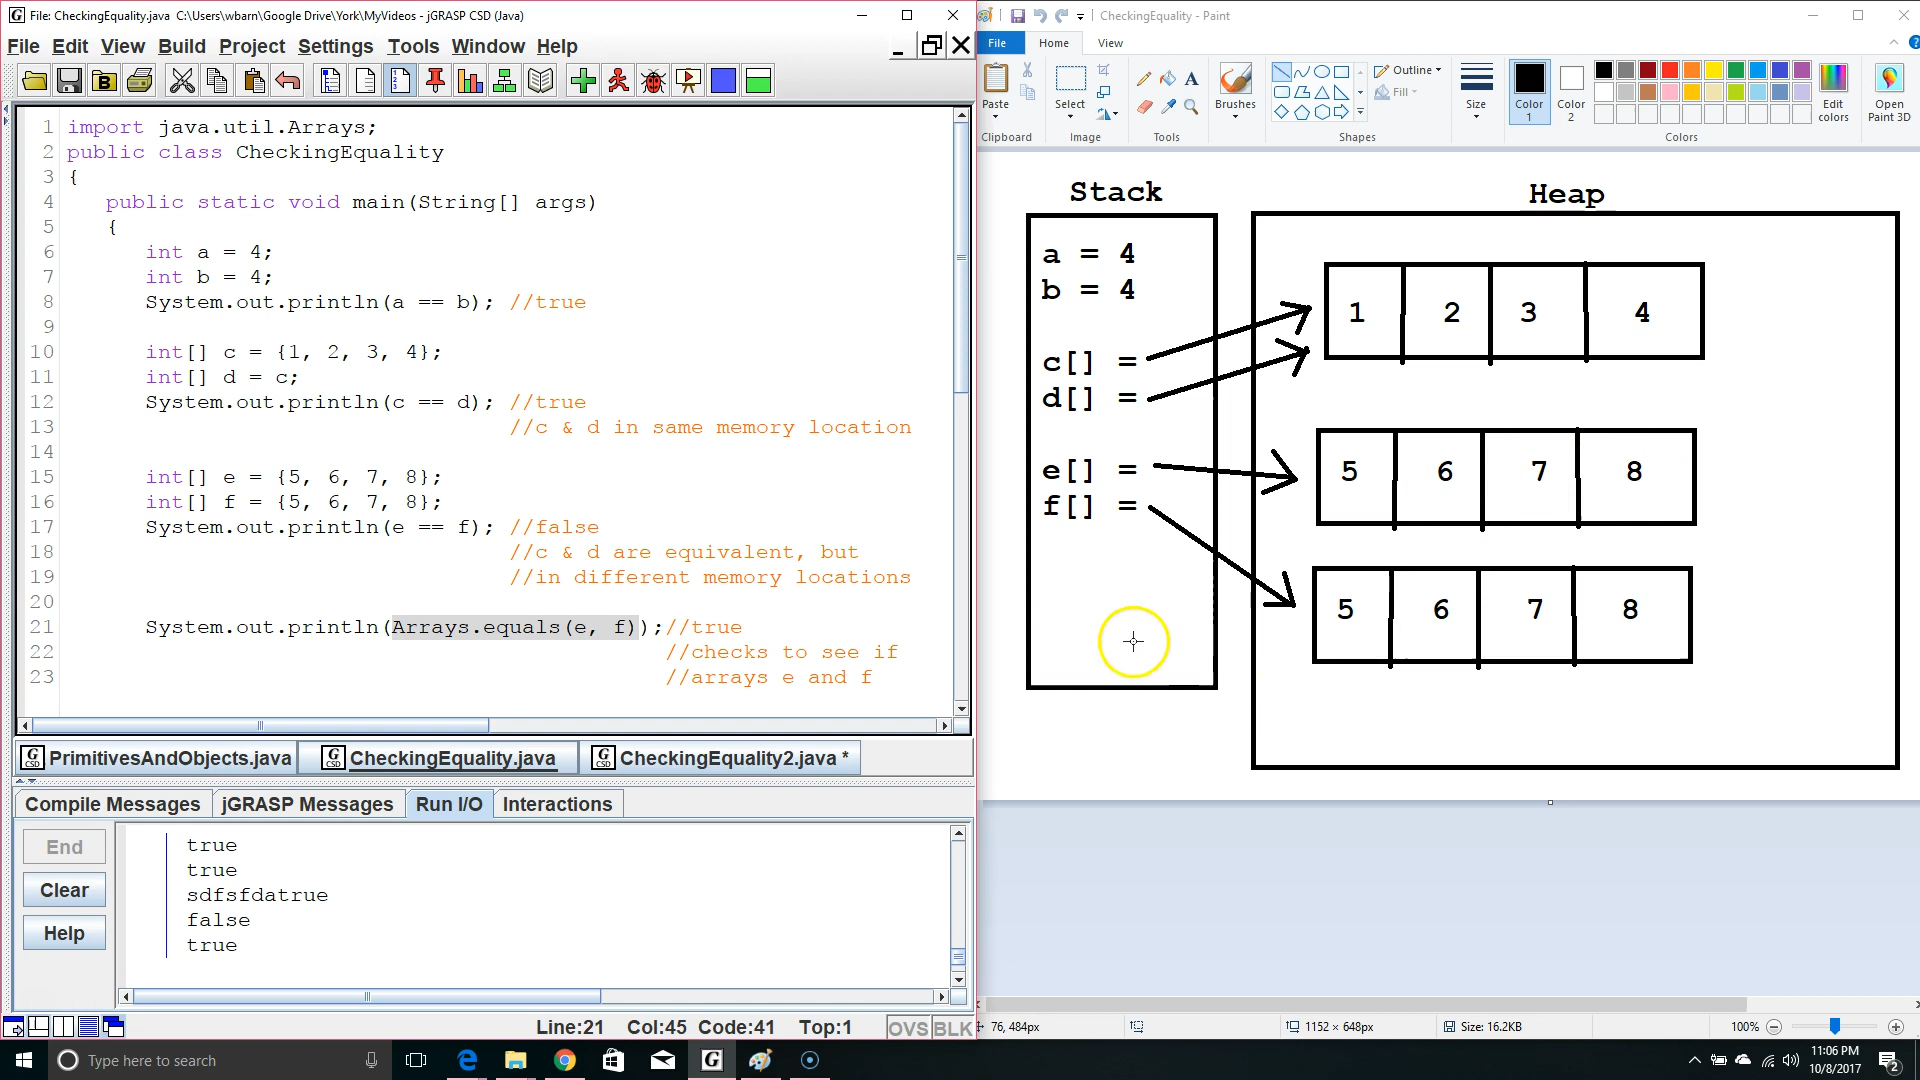 File: CheckingEquality.java  C:\Users\wbarn\Google Drive\York\MyVideos - jGRASP CSD (Java)
File Edit View Build Project Settings Tools Window Help
1 import java.util.Arrays;
2 public class CheckingEquality
3 {
4    public static void main(String[] args)
5    {
6       int a = 4;
7       int b = 4;
8       System.out.println(a == b); //true
9
10       int[] c = {1, 2, 3, 4};
11       int[] d = c;
12       System.out.println(c == d); //true
13                                   //c & d in same memory location
14
15       int[] e = {5, 6, 7, 8};
16       int[] f = {5, 6, 7, 8};
17       System.out.println(e == f); //false
18                                   //c & d are equivalent, but
19                                   //in different memory locations
20
21       System.out.println(Arrays.equals(e, f));//true
22                                               //checks to see if
23                                               //arrays e and f
PrimitivesAndObjects.java CheckingEquality.java CheckingEquality2.java *
Compile Messages jGRASP Messages Run I/O Interactions
End
Clear
Help
true
true
sdfsfdatrue
false
true
Line:21 Col:45 Code:41 Top:1 OVS BLK
CheckingEquality - Paint
File Home View
Paste Select Brushes Outline Fill Size Color 1 Color 2 Edit colors Open Paint 3D
Clipboard Image Tools Shapes Colors
Stack Heap
a = 4
b = 4
c[] =
d[] =
e[] =
f[] =
1 2 3 4
5 6 7 8
5 6 7 8
76, 484px 1152 × 648px Size: 16.2KB 100%
Type here to search
11:06 PM
10/8/2017
2